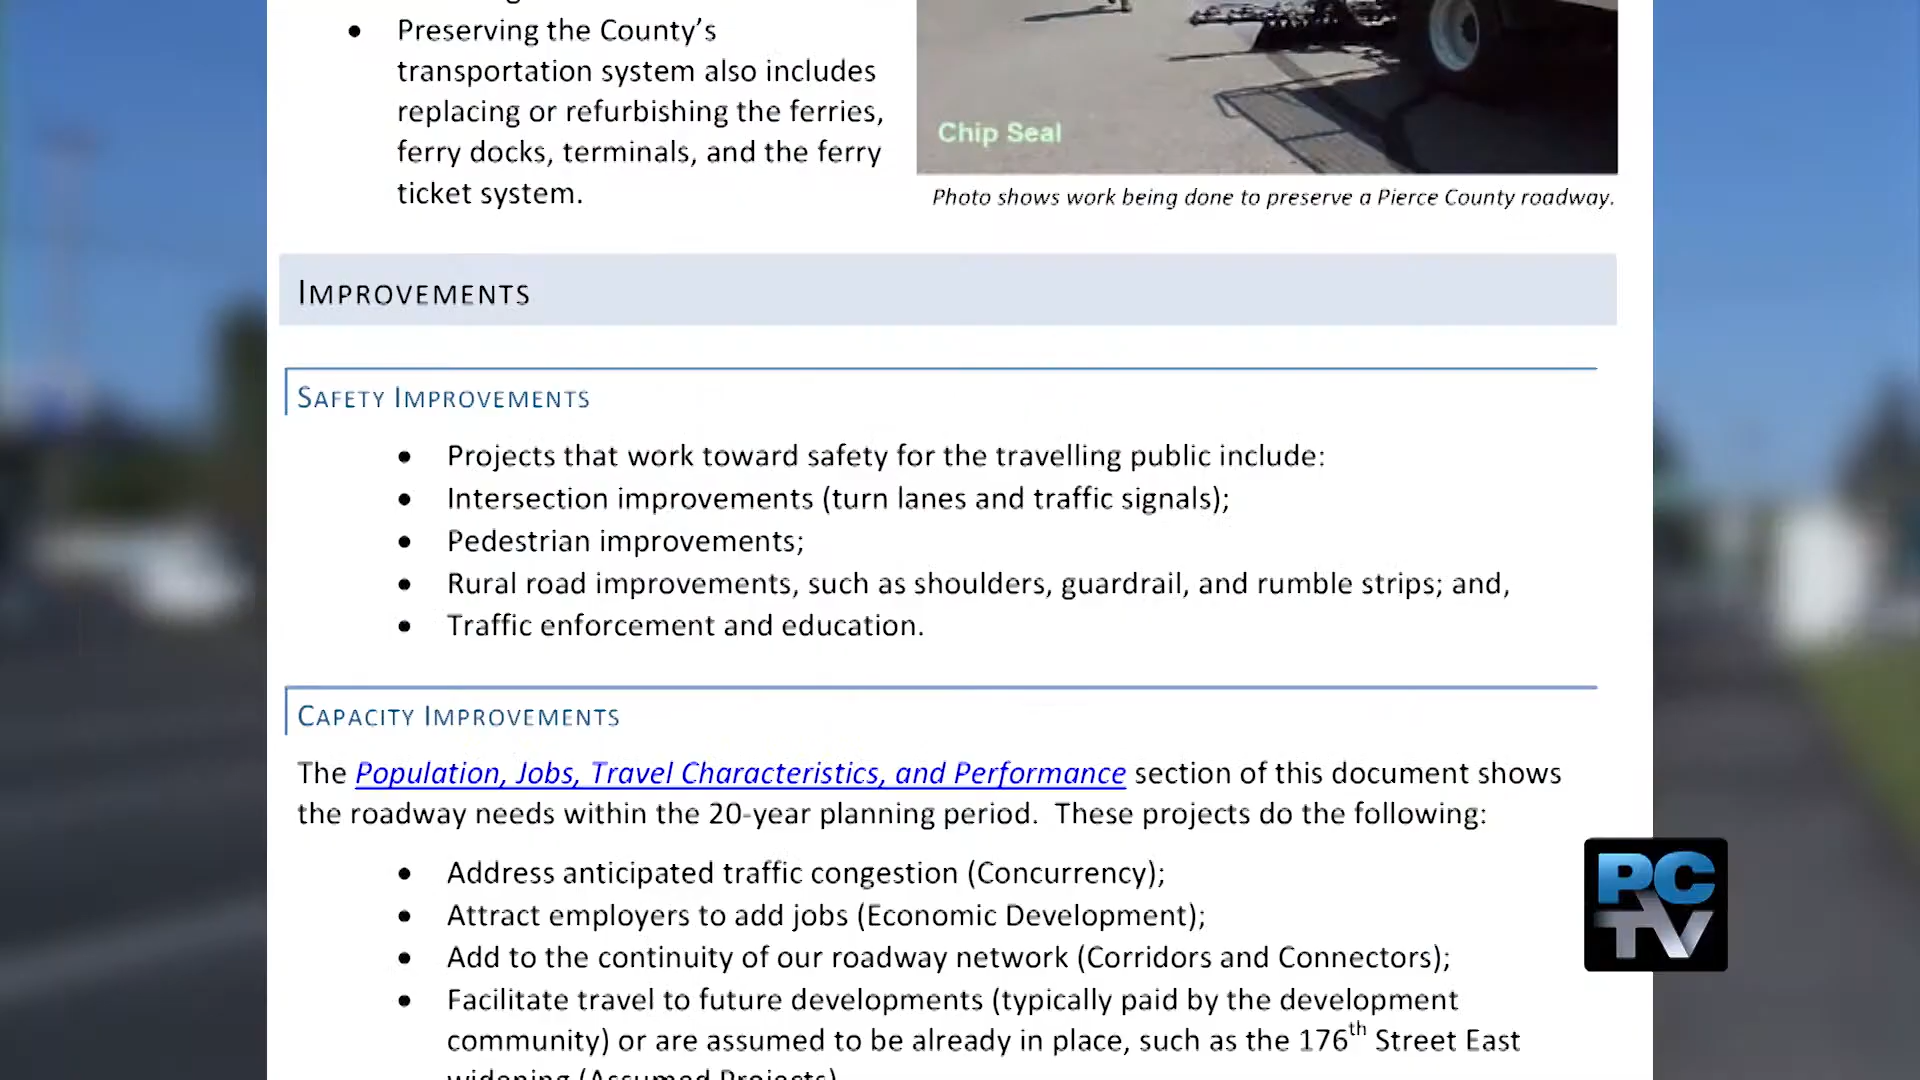 Preserving the County's
transportation system also includes
replacing or refurbishing the ferries,
ferry docks, terminals, and the ferry
ticket system.
Chip Seal
Photo shows work being done to preserve a Pierce County roadway.
IMPROVEMENTS
SAFETY IMPROVEMENTS
• Projects that work toward safety for the travelling public include:
• Intersection improvements (turn lanes and traffic signals);
• Pedestrian improvements;
• Rural road improvements, such as shoulders, guardrail, and rumble strips; and,
• Traffic enforcement and education.
CAPACITY IMPROVEMENTS
The Population, Jobs, Travel Characteristics, and Performance section of this document shows
the roadway needs within the 20-year planning period. These projects do the following:
• Address anticipated traffic congestion (Concurrency);
• Attract employers to add jobs (Economic Development);
• Add to the continuity of our roadway network (Corridors and Connectors);
• Facilitate travel to future developments (typically paid by the development
community) or are assumed to be already in place, such as the 176th Street East
widening (Assumed Projects)
PCTV